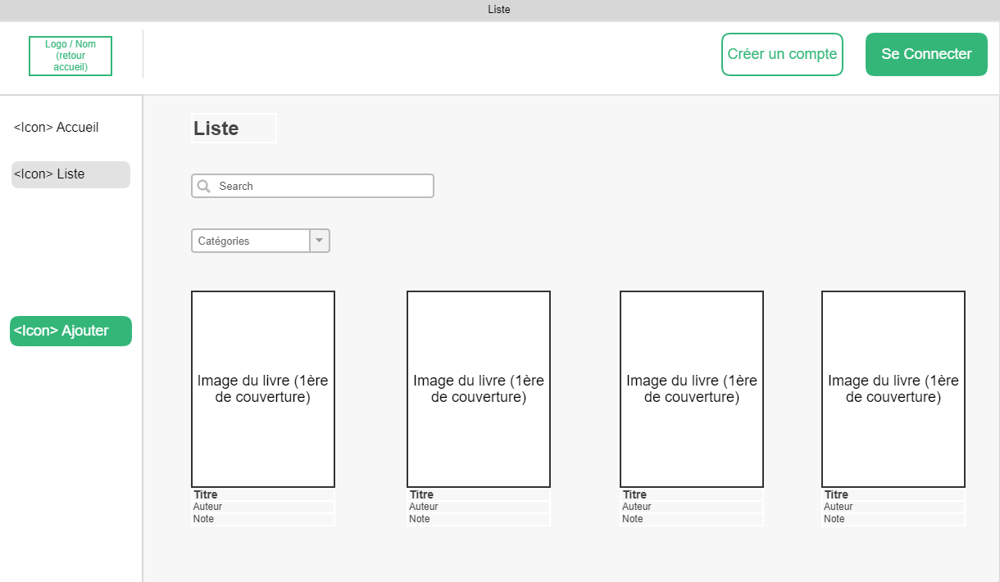 Liste
Logo / Nom
(retour
accueil)
Créer un compte
Se Connecter
<Icon> Accueil
<Icon> Liste
<Icon> Ajouter
Liste
Search
Catégories
Image du livre (1ère
de couverture)
Titre
Auteur
Note
Image du livre (1ère
de couverture)
Titre
Auteur
Note
Image du livre (1ère
de couverture)
Titre
Auteur
Note
Image du livre (1ère
de couverture)
Titre
Auteur
Note